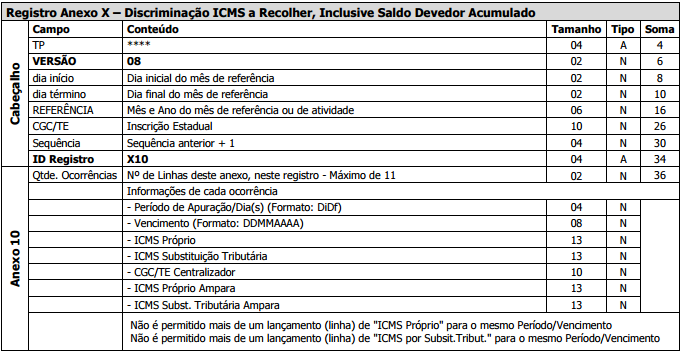 Registro Anexo X – Discriminação ICMS a Recolher, Inclusive Saldo Devedor Acumulado
Cabeçalho
Campo Conteúdo Tamanho Tipo Soma
TP **** 04 A 4
VERSÃO 08 02 N 6
dia início Dia inicial do mês de referência 02 N 8
dia término Dia final do mês de referência 02 N 10
REFERÊNCIA Mês e Ano do mês de referência ou de atividade 06 N 16
CGC/TE Inscrição Estadual 10 N 26
Sequência Sequência anterior + 1 04 N 30
ID Registro X10 04 A 34
Anexo 10
Qtde. Ocorrências Nº de Linhas deste anexo, neste registro - Máximo de 11 02 N 36
Informações de cada ocorrência
- Período de Apuração/Dia(s) (Formato: DiDf) 04 N
- Vencimento (Formato: DDMMAAAA) 08 N
- ICMS Próprio 13 N
- ICMS Substituição Tributária 13 N
- CGC/TE Centralizador 10 N
- ICMS Próprio Ampara 13 N
- ICMS Subst. Tributária Ampara 13 N
Não é permitido mais de um lançamento (linha) de "ICMS Próprio" para o mesmo Período/Vencimento
Não é permitido mais de um lançamento (linha) de "ICMS por Subsit.Tribut." para o mesmo Período/Vencimento